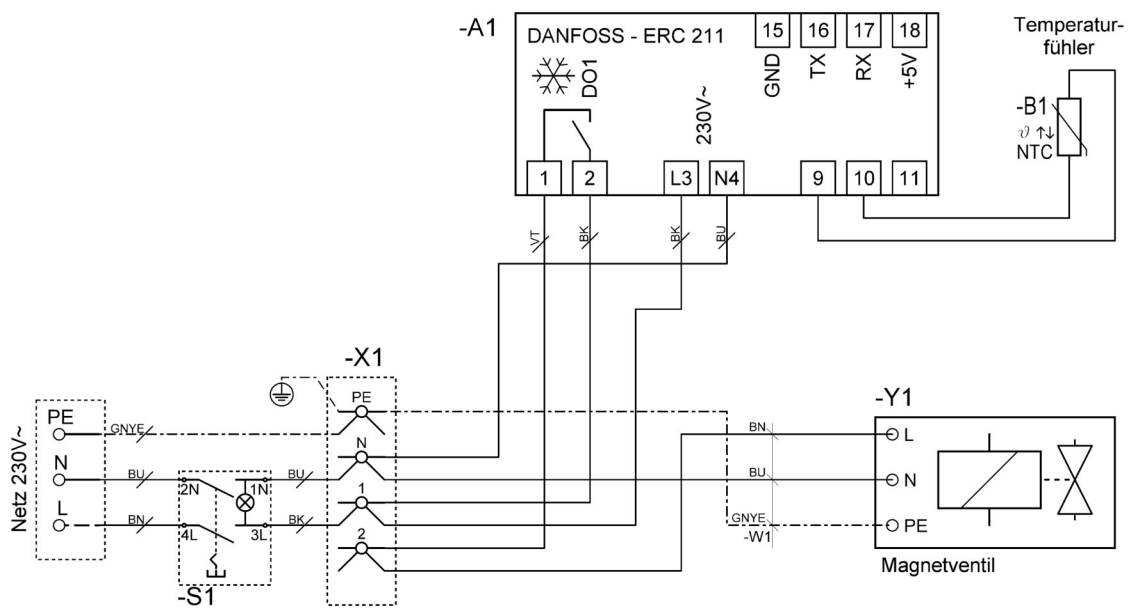 -A1
DANFOSS - ERC 211
15 16 17 18
GND TX RX +5V
DO1
230V~
1 2 L3 N4 9 10 11
Temperatur-
fühler
-B1
ϑ ↑↓
NTC
VT BK BK BU
-X1
PE
N
1
2
Netz 230V~
PE
N
L
GNYE
BU
BN
2N 1N
4L 3L
BU
BK
-S1
BN
BU
GNYE
-W1
-Y1
L
N
PE
Magnetventil